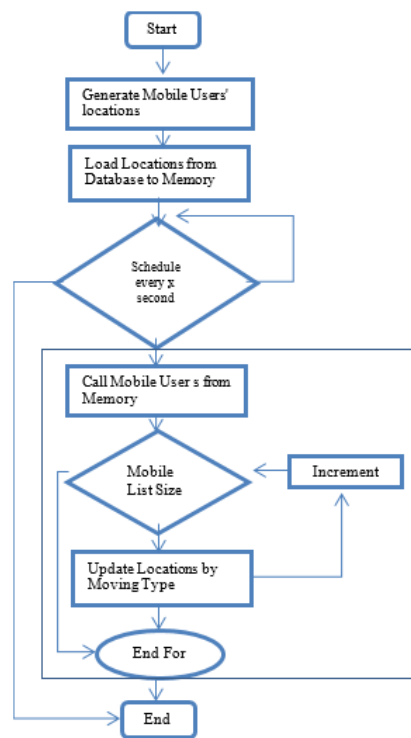 Start
Generate Mobile Users'
locations
Load Locations from
Database to Memory
Schedule
every x
second
Call Mobile User s from
Memory
Mobile
List Size
Increment
Update Locations by
Moving Type
End For
End